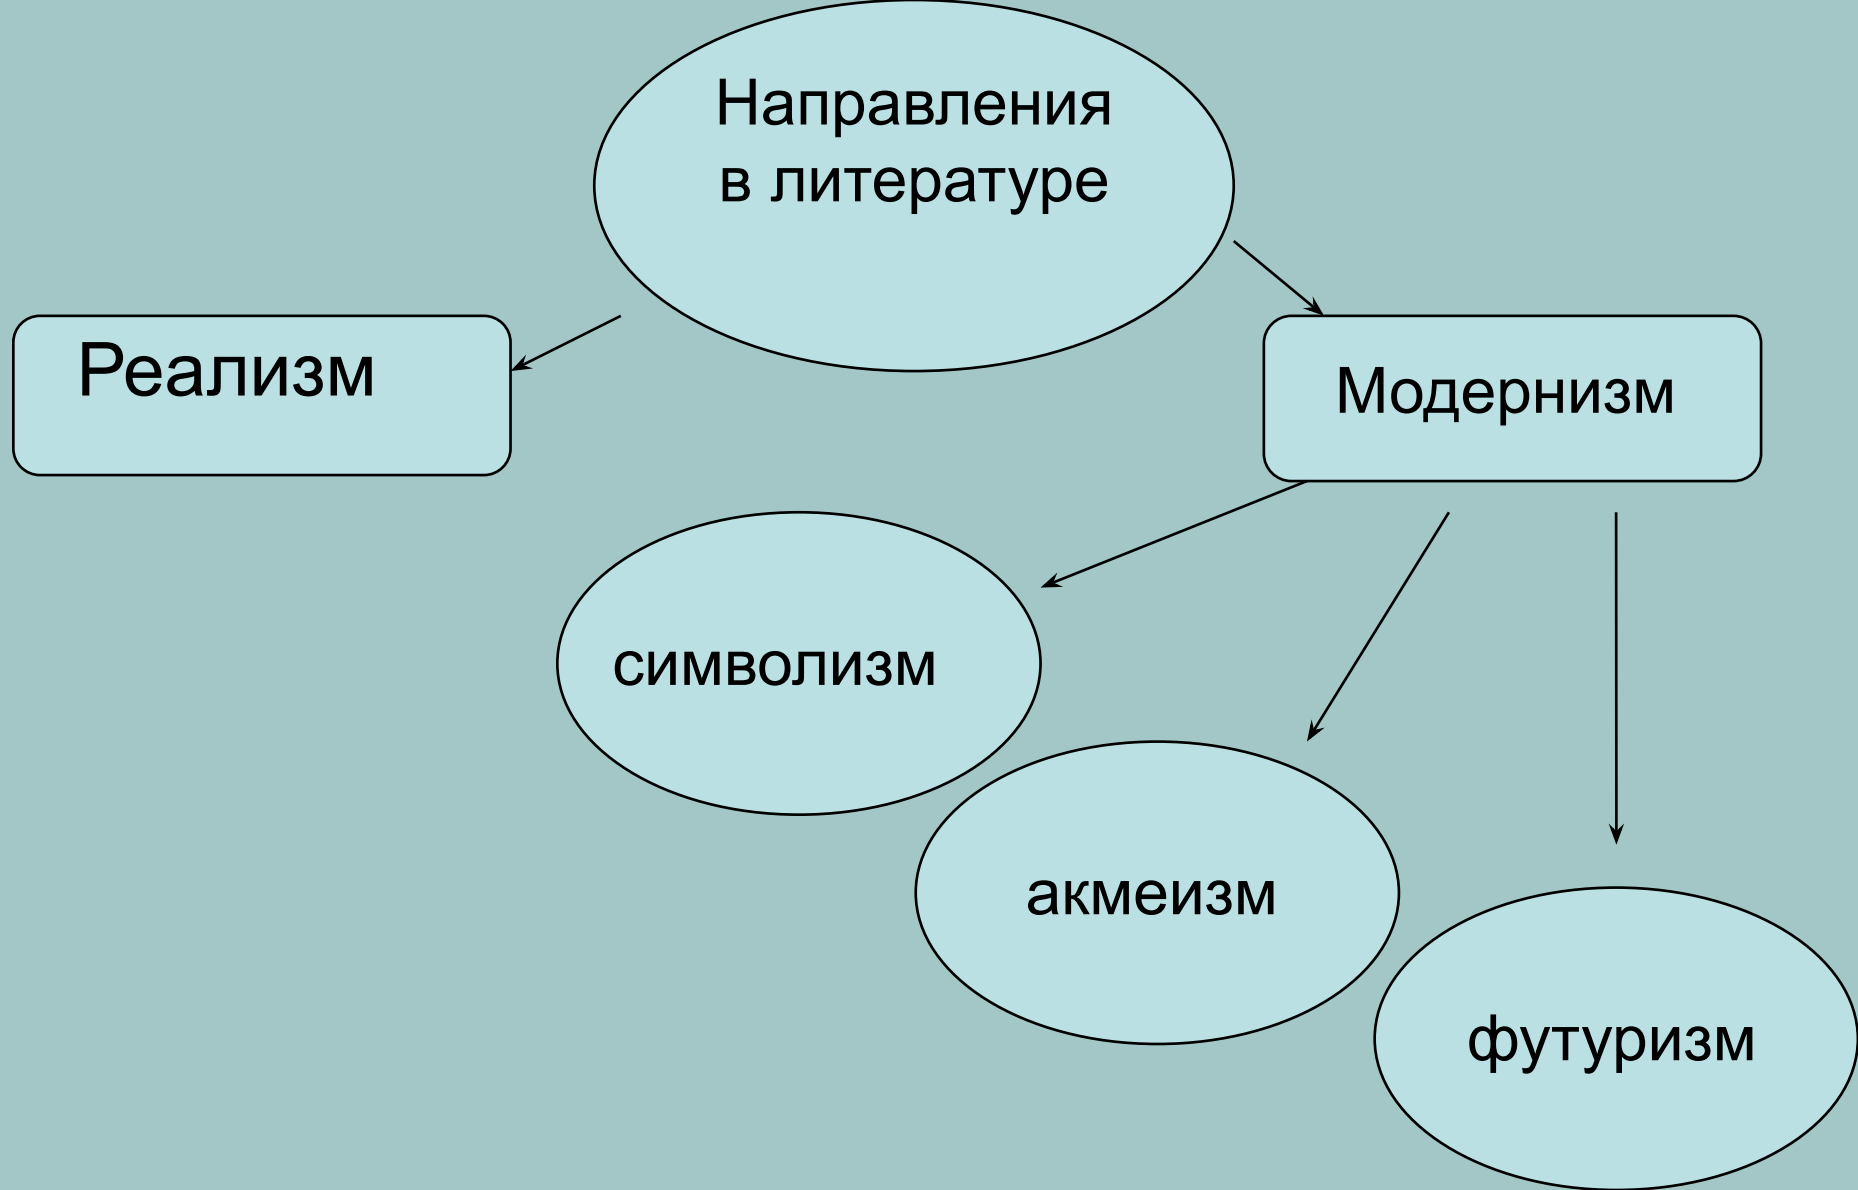 Направления
в литературе
Реализм
Модернизм
символизм
акмеизм
футуризм